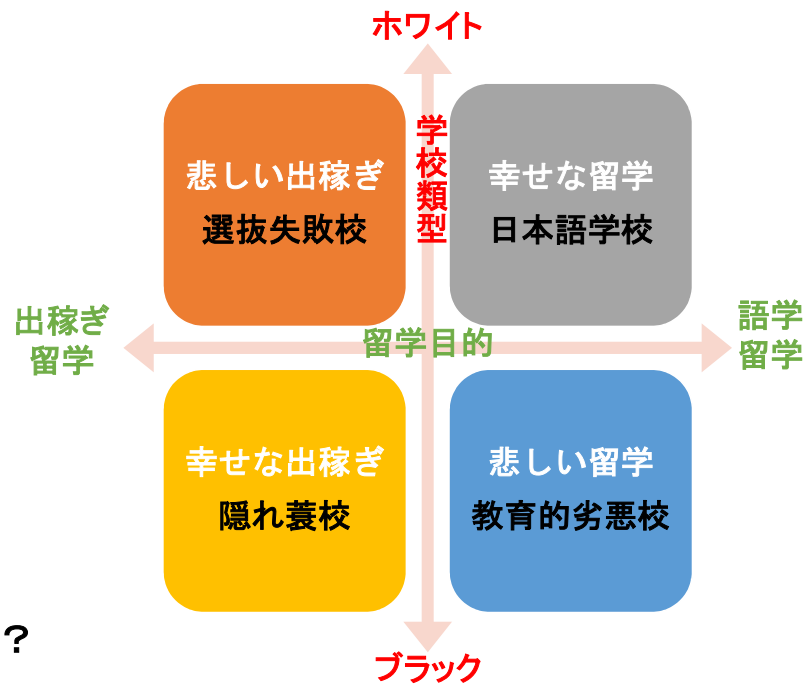 ホワイト
学校類型
悲しい出稼ぎ
選抜失敗校
幸せな留学
日本語学校
出稼ぎ
留学
留学目的
語学
留学
幸せな出稼ぎ
隠れ蓑校
悲しい留学
教育的劣悪校
?
ブラック